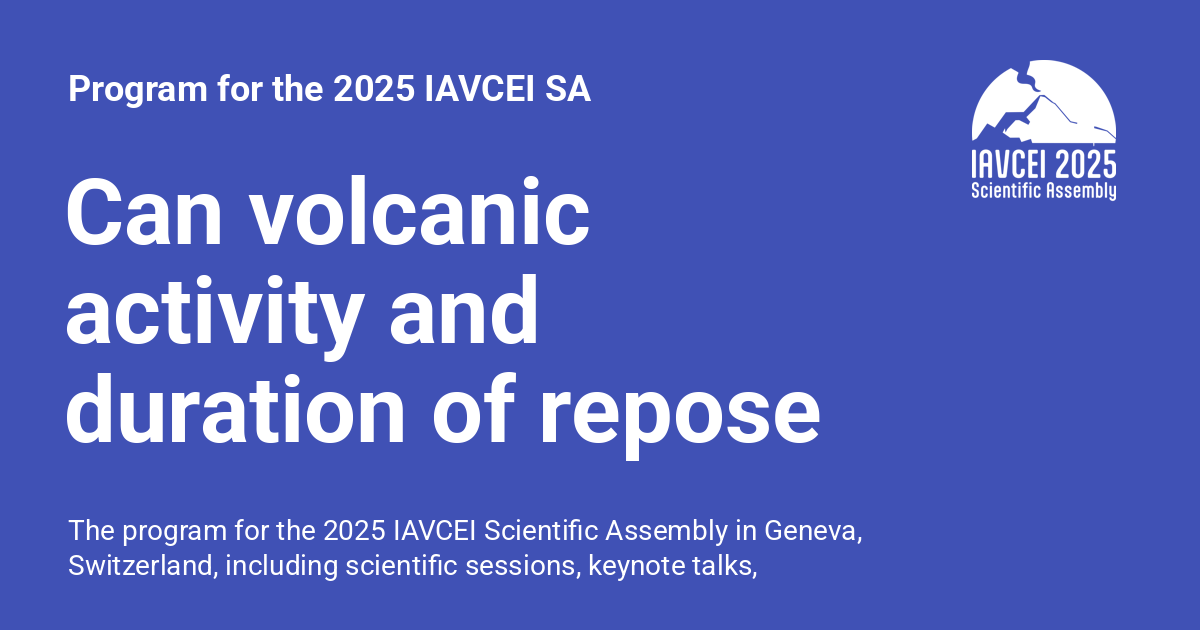 Program for the 2025 IAVCEI SA
IAVCEI 2025
Scientific Assembly
Can volcanic
activity and
duration of repose
The program for the 2025 IAVCEI Scientific Assembly in Geneva,
Switzerland, including scientific sessions, keynote talks,